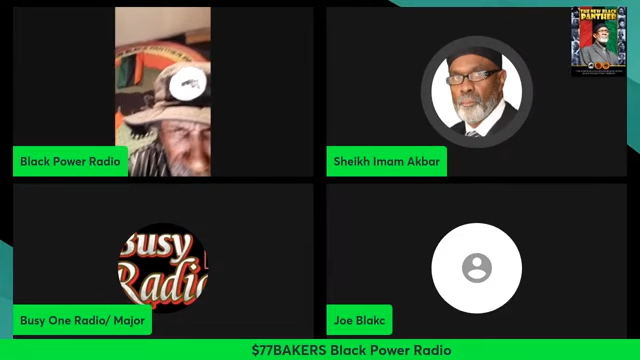 THE NEW BLACK
PANTHER
Black Power Radio
Sheikh Imam Akbar
Busy
Radio
Busy One Radio/ Major
Joe Blakc
$77BAKERS Black Power Radio